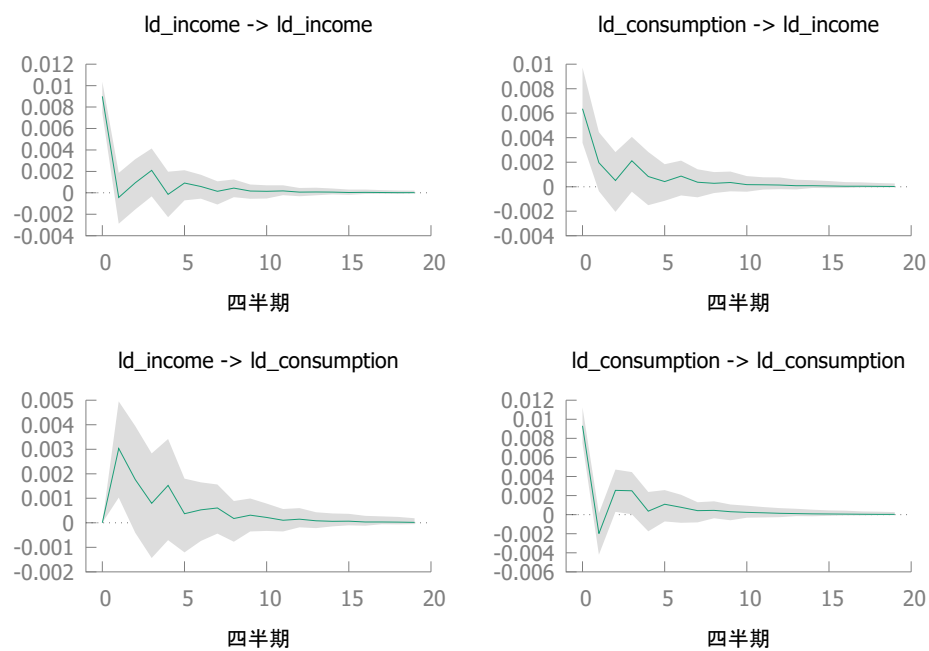 ld_income -> ld_income
0.012
0.01
0.008
0.006
0.004
0.002
0
-0.002
-0.004
0 5 10 15 20
四半期
ld_consumption -> ld_income
0.01
0.008
0.006
0.004
0.002
0
-0.002
-0.004
0 5 10 15 20
四半期
ld_income -> ld_consumption
0.005
0.004
0.003
0.002
0.001
0
-0.001
-0.002
0 5 10 15 20
四半期
ld_consumption -> ld_consumption
0.012
0.01
0.008
0.006
0.004
0.002
0
-0.002
-0.004
-0.006
0 5 10 15 20
四半期